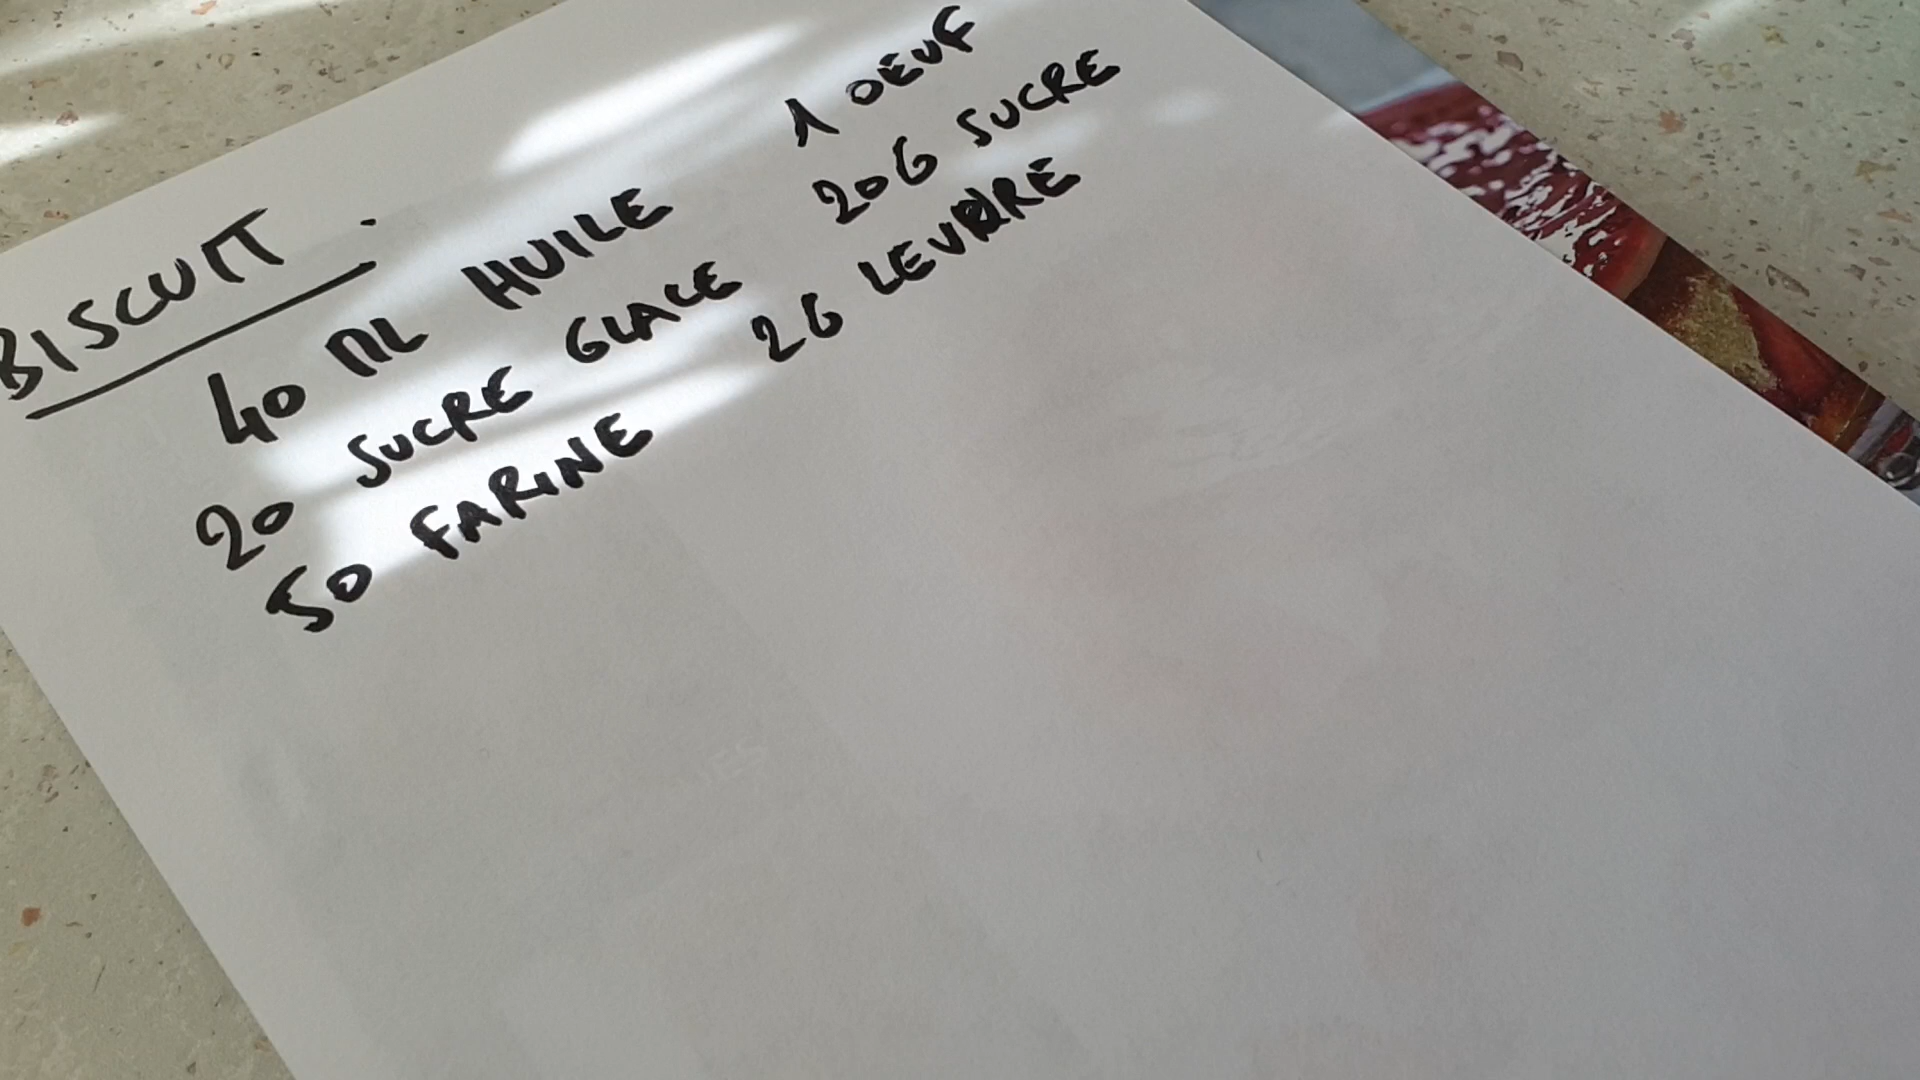 BISCUIT :
40 ML HUILE 1 OEUF
20 SUCRE GLACE 20G SUCRE
50 FARINE 2G LEVURE